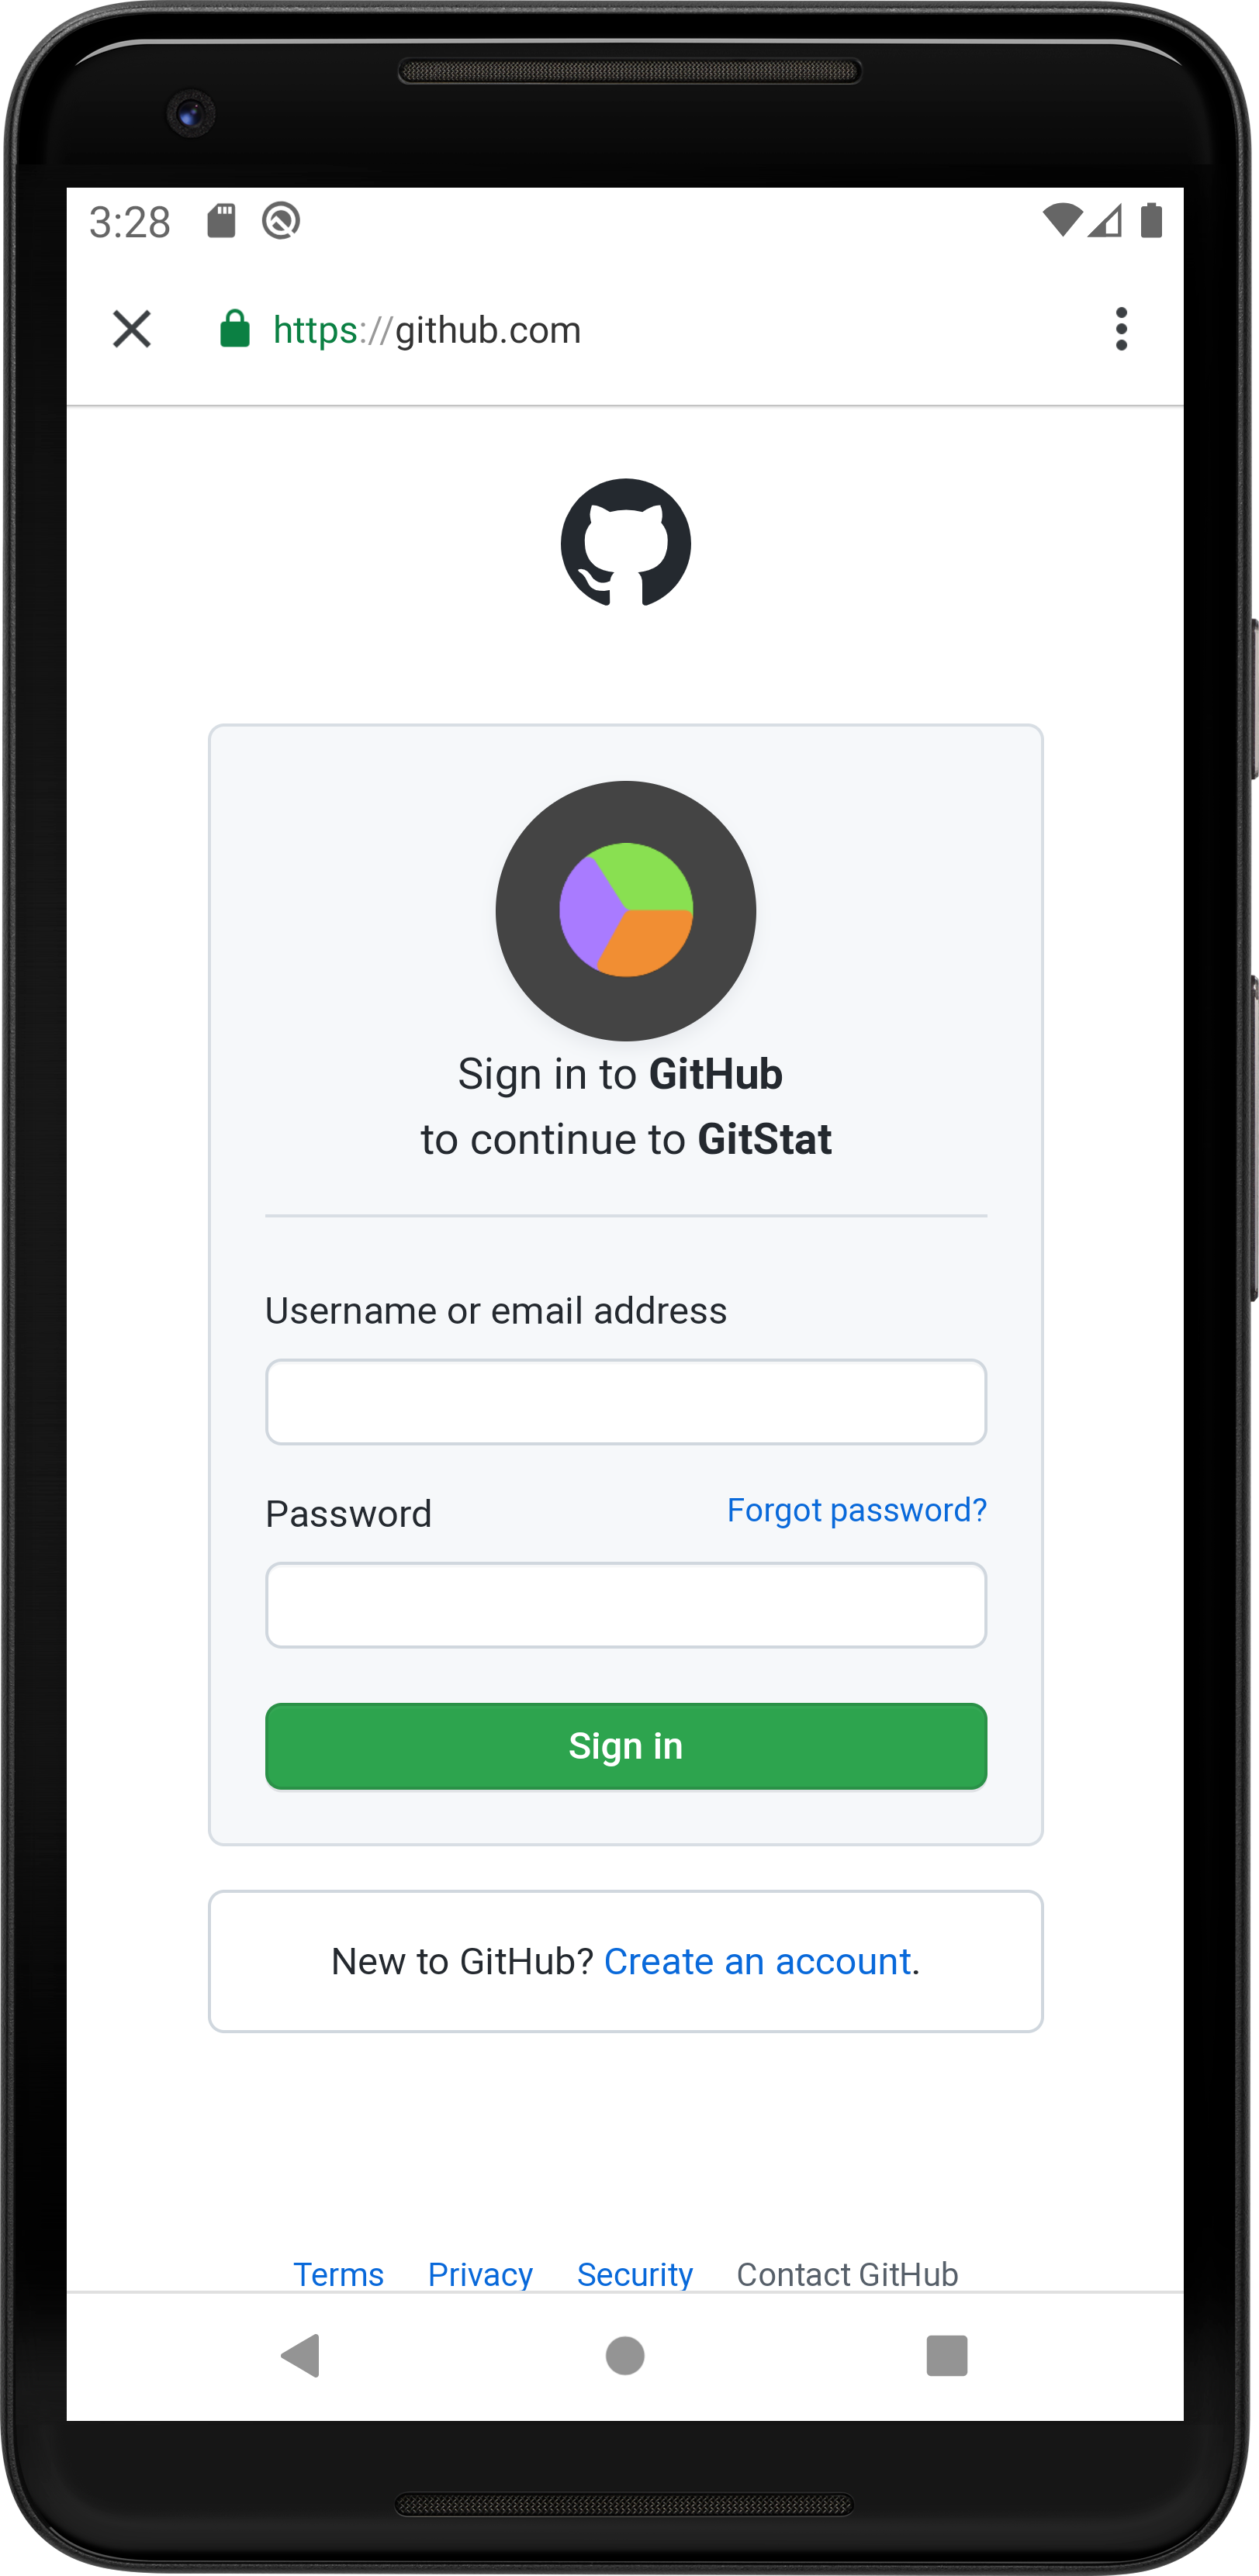 3:28
https://github.com
Sign in to GitHub
to continue to GitStat
Username or email address
Password
Forgot password?
Sign in
New to GitHub? Create an account.
Terms
Privacy
Security
Contact GitHub